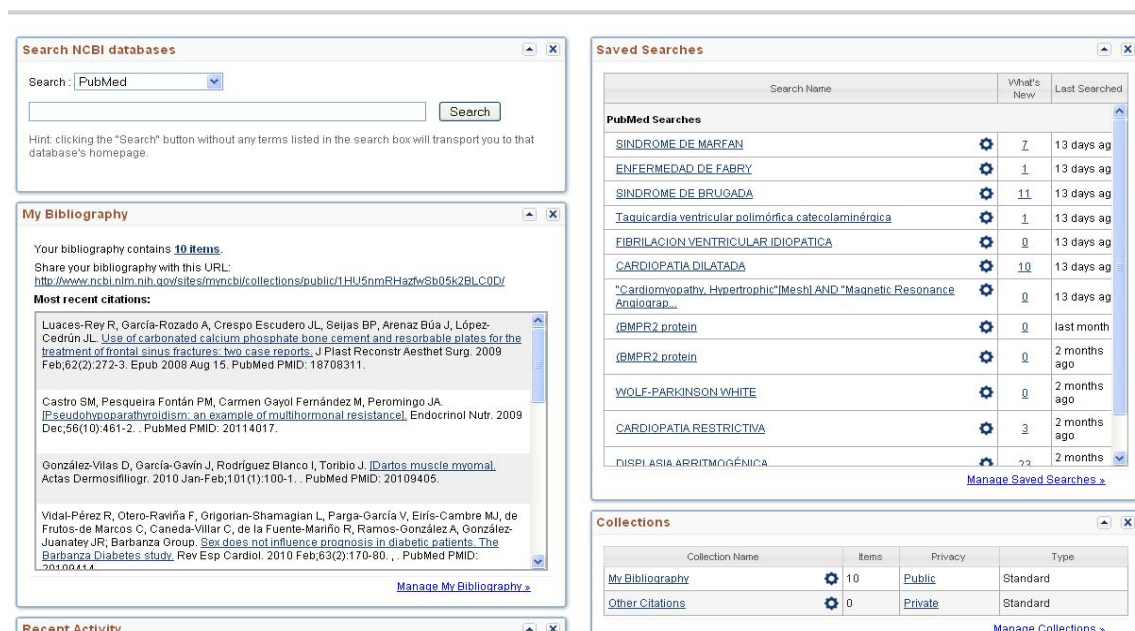 Search NCBI databases
Search : PubMed
Search
Hint: clicking the "Search" button without any terms listed in the search box will transport you to that
database's homepage.
My Bibliography
Your bibliography contains 10 items.
Share your bibliography with this URL:
http://www.ncbi.nlm.nih.gov/sites/myncbi/collections/public/1HU5nmRHazfwSb05k2BLC0D/
Most recent citations:
Luaces-Rey R, García-Rozado A, Crespo Escudero JL, Seijas BP, Arenaz Búa J, López-
Cedrún JL. Use of carbonated calcium phosphate bone cement and resorbable plates for the
treatment of frontal sinus fractures: two case reports. J Plast Reconstr Aesthet Surg. 2009
Feb;62(2):272-3. Epub 2008 Aug 15. PubMed PMID: 18708311.
Castro SM, Pesqueira Fontán PM, Carmen Gayol Fernández M, Peromingo JA.
[Pseudohypoparathyroidism: an example of multihormonal resistance]. Endocrinol Nutr. 2009
Dec;56(10):461-2. . PubMed PMID: 20114017.
González-Vilas D, García-Gavín J, Rodríguez Blanco I, Toribio J. [Dartos muscle myoma].
Actas Dermosifiliogr. 2010 Jan-Feb;101(1):100-1. . PubMed PMID: 20109405.
Vidal-Pérez R, Otero-Raviña F, Grigorian-Shamagian L, Parga-García V, Eirís-Cambre MJ, de
Frutos-de Marcos C, Caneda-Villar C, de la Fuente-Mariño R, Ramos-González A, González-
Juanatey JR; Barbanza Group. Sex does not influence prognosis in diabetic patients. The
Barbanza Diabetes study. Rev Esp Cardiol. 2010 Feb;63(2):170-80. , . PubMed PMID:
20109414
Manage My Bibliography »
Recent Activity
Saved Searches
Search Name What's New Last Searched
PubMed Searches
SINDROME DE MARFAN 7 13 days ag
ENFERMEDAD DE FABRY 1 13 days ag
SINDROME DE BRUGADA 11 13 days ag
Taquicardia ventricular polimórfica catecolaminérgica 1 13 days ag
FIBRILACION VENTRICULAR IDIOPATICA 0 13 days ag
CARDIOPATIA DILATADA 10 13 days ag
"Cardiomyopathy, Hypertrophic"[Mesh] AND "Magnetic Resonance
Angiograp... 0 13 days ag
(BMPR2 protein 0 last month
(BMPR2 protein 0 2 months ago
WOLF-PARKINSON WHITE 0 2 months ago
CARDIOPATIA RESTRICTIVA 3 2 months ago
DISPLASIA ARRITMOGÉNICA 23 2 months
Manage Saved Searches »
Collections
Collection Name Items Privacy Type
My Bibliography 10 Public Standard
Other Citations 0 Private Standard
Manage Collections »